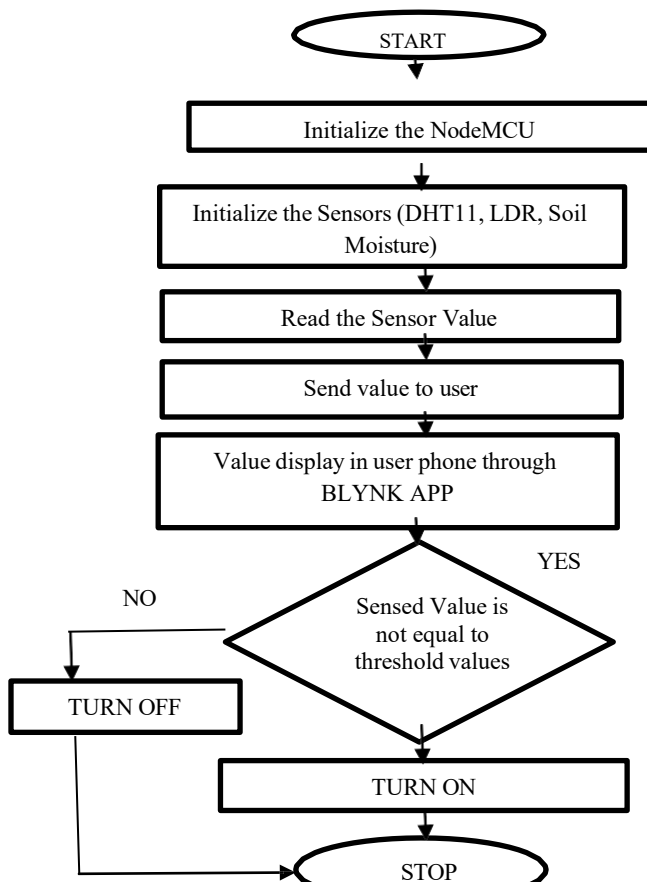 START
Initialize the NodeMCU
Initialize the Sensors (DHT11, LDR, Soil
Moisture)
Read the Sensor Value
Send value to user
Value display in user phone through
BLYNK APP
YES
NO
Sensed Value is
not equal to
threshold values
TURN OFF
TURN ON
STOP